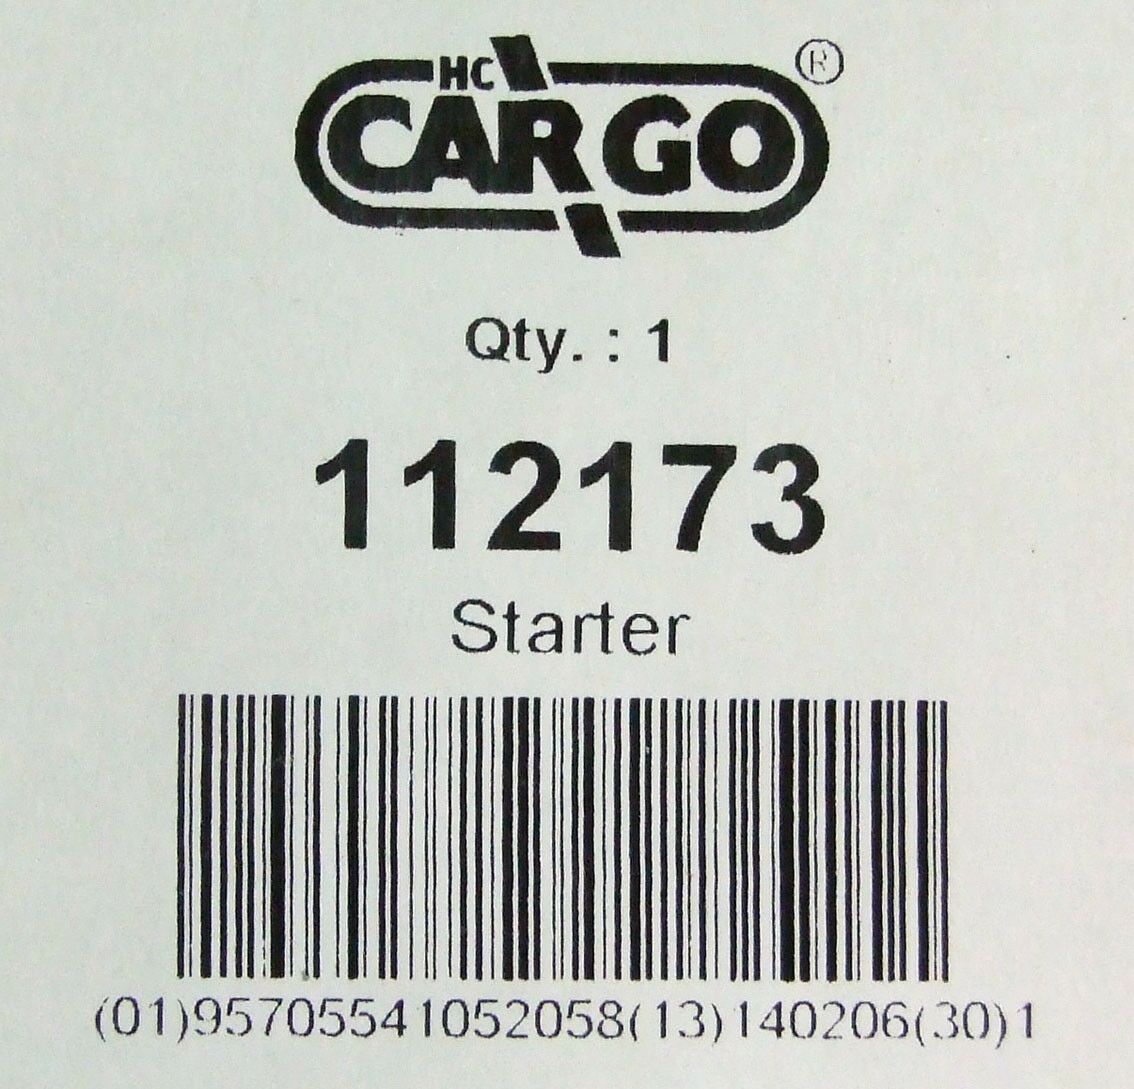 HC
CARGO ®
Qty. : 1
112173
Starter
(01)95705541052058(13)140206(30)1